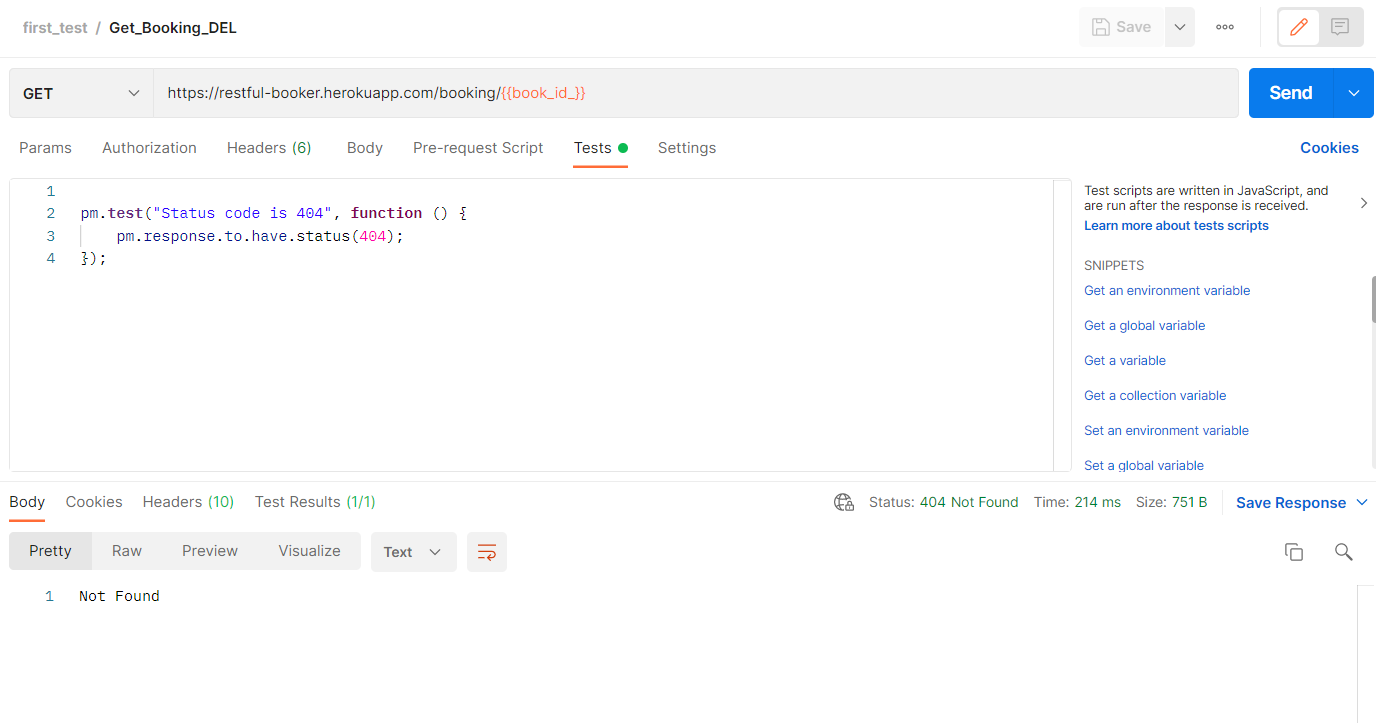 first_test / Get_Booking_DEL
Save
GET
https://restful-booker.herokuapp.com/booking/{{book_id_}}
Send
Params Authorization Headers (6) Body Pre-request Script Tests Settings
Cookies
1
2 pm.test("Status code is 404", function () {
3 pm.response.to.have.status(404);
4 });
Test scripts are written in JavaScript, and
are run after the response is received.
Learn more about tests scripts
SNIPPETS
Get an environment variable
Get a global variable
Get a variable
Get a collection variable
Set an environment variable
Set a global variable
Body Cookies Headers (10) Test Results (1/1)
Status: 404 Not Found Time: 214 ms Size: 751 B
Save Response
Pretty Raw Preview Visualize Text
1 Not Found